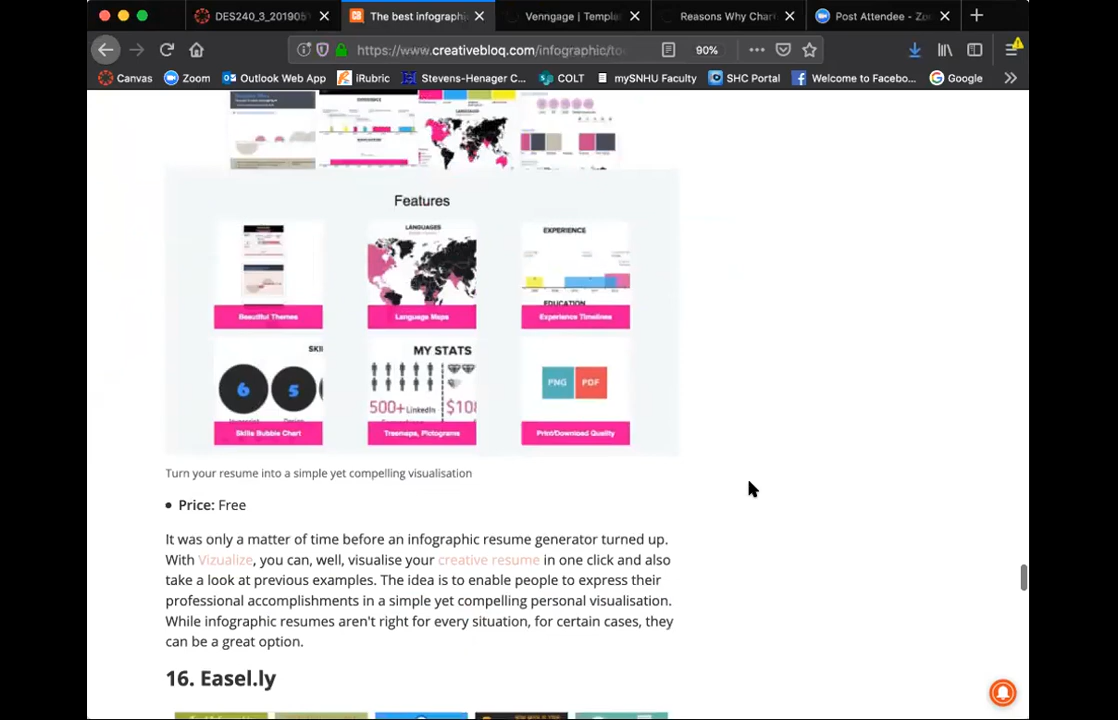 DES240_3_201905
The best infographi
Venngage | Templa
Reasons Why Char
Post Attendee - Zo
https://www.creativebloq.com/infographic/to
90%
Canvas
Zoom
Outlook Web App
iRubric
Stevens-Henager C...
COLT
mySNHU Faculty
SHC Portal
Welcome to Facebo...
Google
EXPERIENCE
LANGUAGES
Features
LANGUAGES
EXPERIENCE
EDUCATION
Beautiful Themes
Language Maps
Experience Timelines
SKI
MY STATS
6
5
500+ LinkedIn
$10
PNG
PDF
Skills Bubble Chart
Treemaps, Pictograms
Print/Download Quality
Turn your resume into a simple yet compelling visualisation
Price: Free
It was only a matter of time before an infographic resume generator turned up.
With Vizualize, you can, well, visualise your creative resume in one click and also
take a look at previous examples. The idea is to enable people to express their
professional accomplishments in a simple yet compelling personal visualisation.
While infographic resumes aren't right for every situation, for certain cases, they
can be a great option.
16. Easel.ly